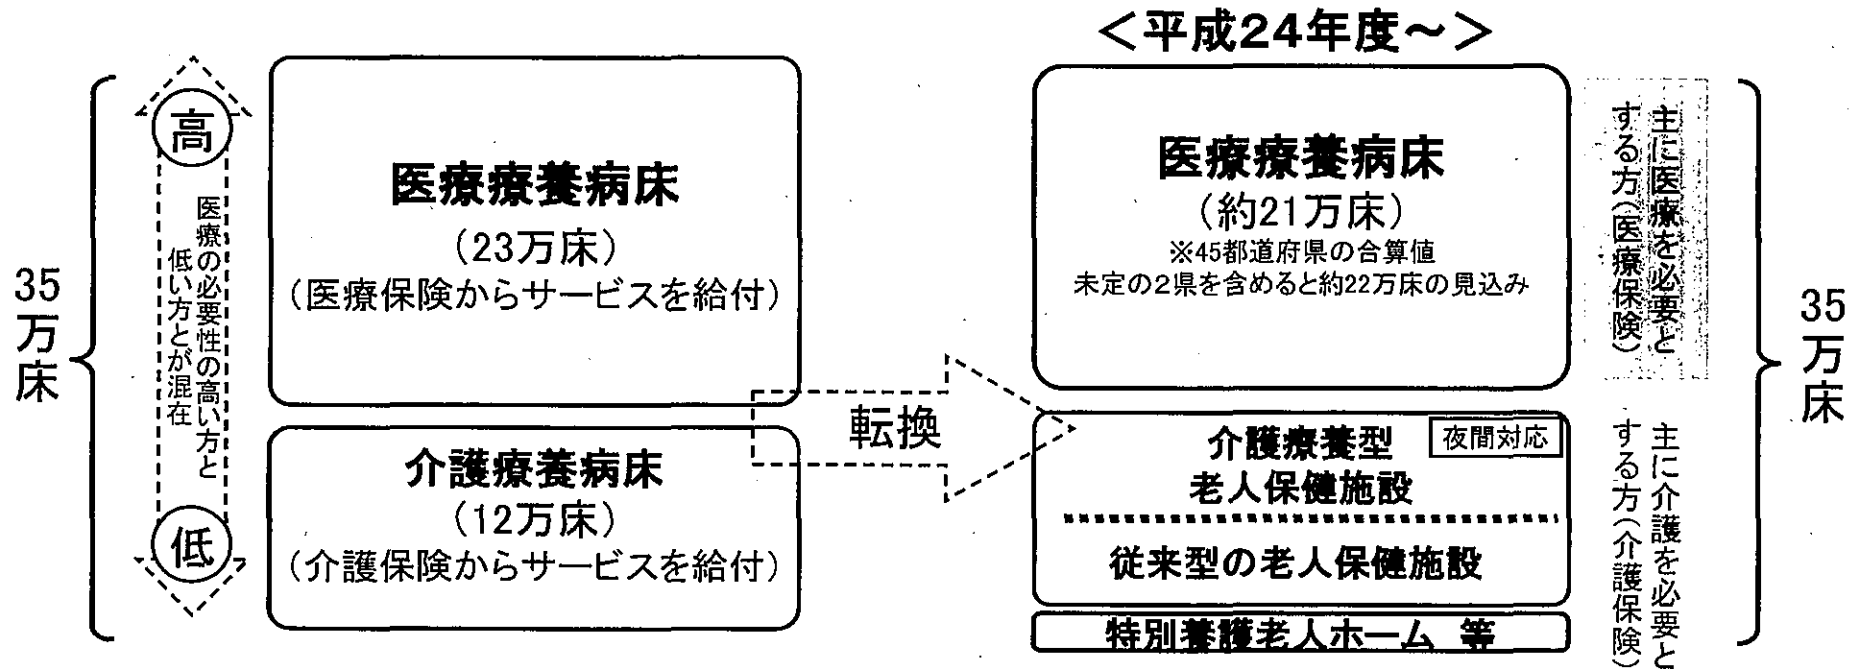 <平成24年度~>
35万床
高
医療の必要性の高い方と
低い方とが混在
低
医療療養病床
(23万床)
(医療保険からサービスを給付)
介護療養病床
(12万床)
(介護保険からサービスを給付)
転換
医療療養病床
(約21万床)
※45都道府県の合算値
未定の2県を含めると約22万床の見込み
介護療養型
夜間対応
老人保健施設
従来型の老人保健施設
特別養護老人ホーム 等
主に医療を必要と
する方(医療保険)
主に介護を必要と
する方(介護保険)
35万床